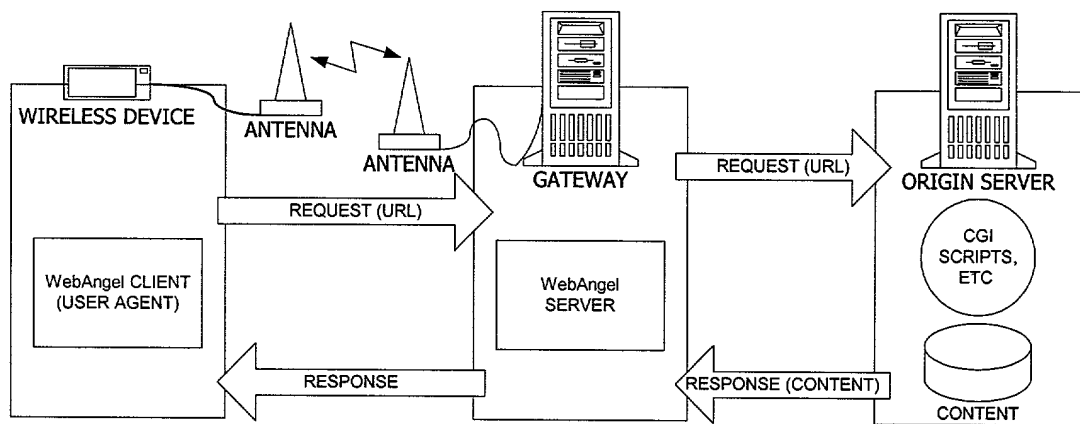 WIRELESS DEVICE
ANTENNA
ANTENNA
GATEWAY
ORIGIN SERVER
REQUEST (URL)
REQUEST (URL)
WebAngel CLIENT
(USER AGENT)
WebAngel
SERVER
CGI
SCRIPTS,
ETC
RESPONSE
RESPONSE (CONTENT)
CONTENT